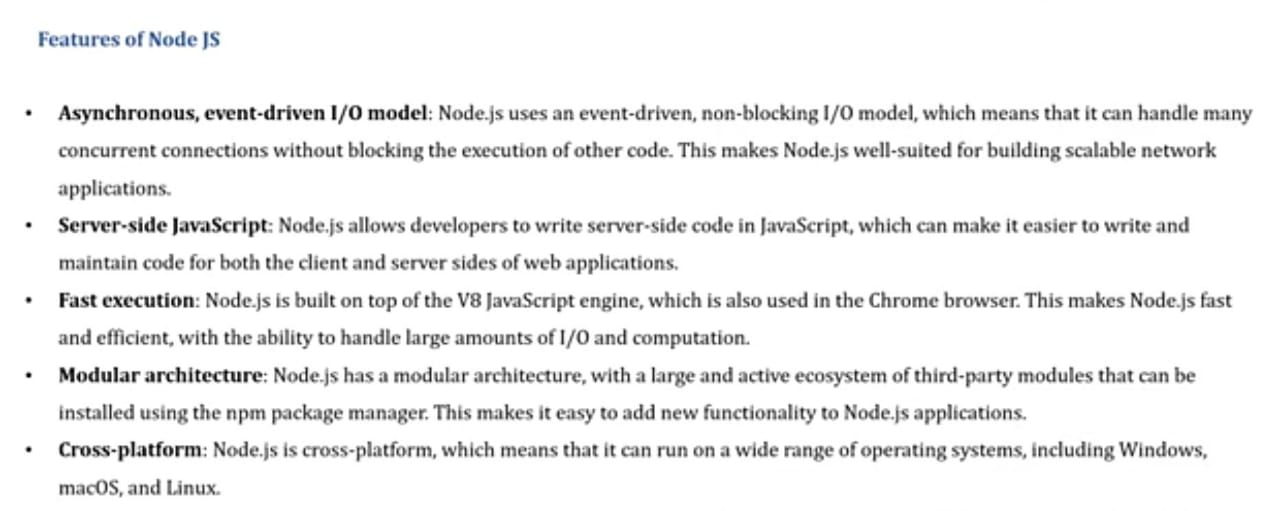 Features of Node JS
• Asynchronous, event-driven I/O model: Node.js uses an event-driven, non-blocking I/O model, which means that it can handle many
concurrent connections without blocking the execution of other code. This makes Node.js well-suited for building scalable network
applications.
• Server-side JavaScript: Node.js allows developers to write server-side code in JavaScript, which can make it easier to write and
maintain code for both the client and server sides of web applications.
• Fast execution: Node.js is built on top of the V8 JavaScript engine, which is also used in the Chrome browser. This makes Node.js fast
and efficient, with the ability to handle large amounts of I/O and computation.
• Modular architecture: Node.js has a modular architecture, with a large and active ecosystem of third-party modules that can be
installed using the npm package manager. This makes it easy to add new functionality to Node.js applications.
• Cross-platform: Node.js is cross-platform, which means that it can run on a wide range of operating systems, including Windows,
macOS, and Linux.